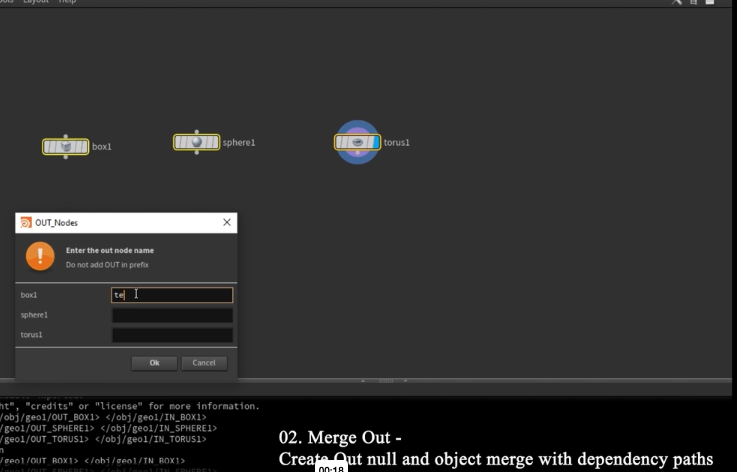 Layout Help
box1
sphere1
torus1
OUT_Nodes
Enter the out node name
Do not add OUT in prefix
box1 te
sphere1
torus1
Ok Cancel
ht", "credits" or "license" for more information.
/obj/geo1/OUT_BOX1> </obj/geo1/IN_BOX1>
/geo1/OUT_SPHERE1> </obj/geo1/IN_SPHERE1>
/geo1/OUT_TORUS1> </obj/geo1/IN_TORUS1>
n
/geo1/OUT_BOX1> </obj/geo1/IN_BOX1>
02. Merge Out -
Create Out null and object merge with dependency paths
00:18